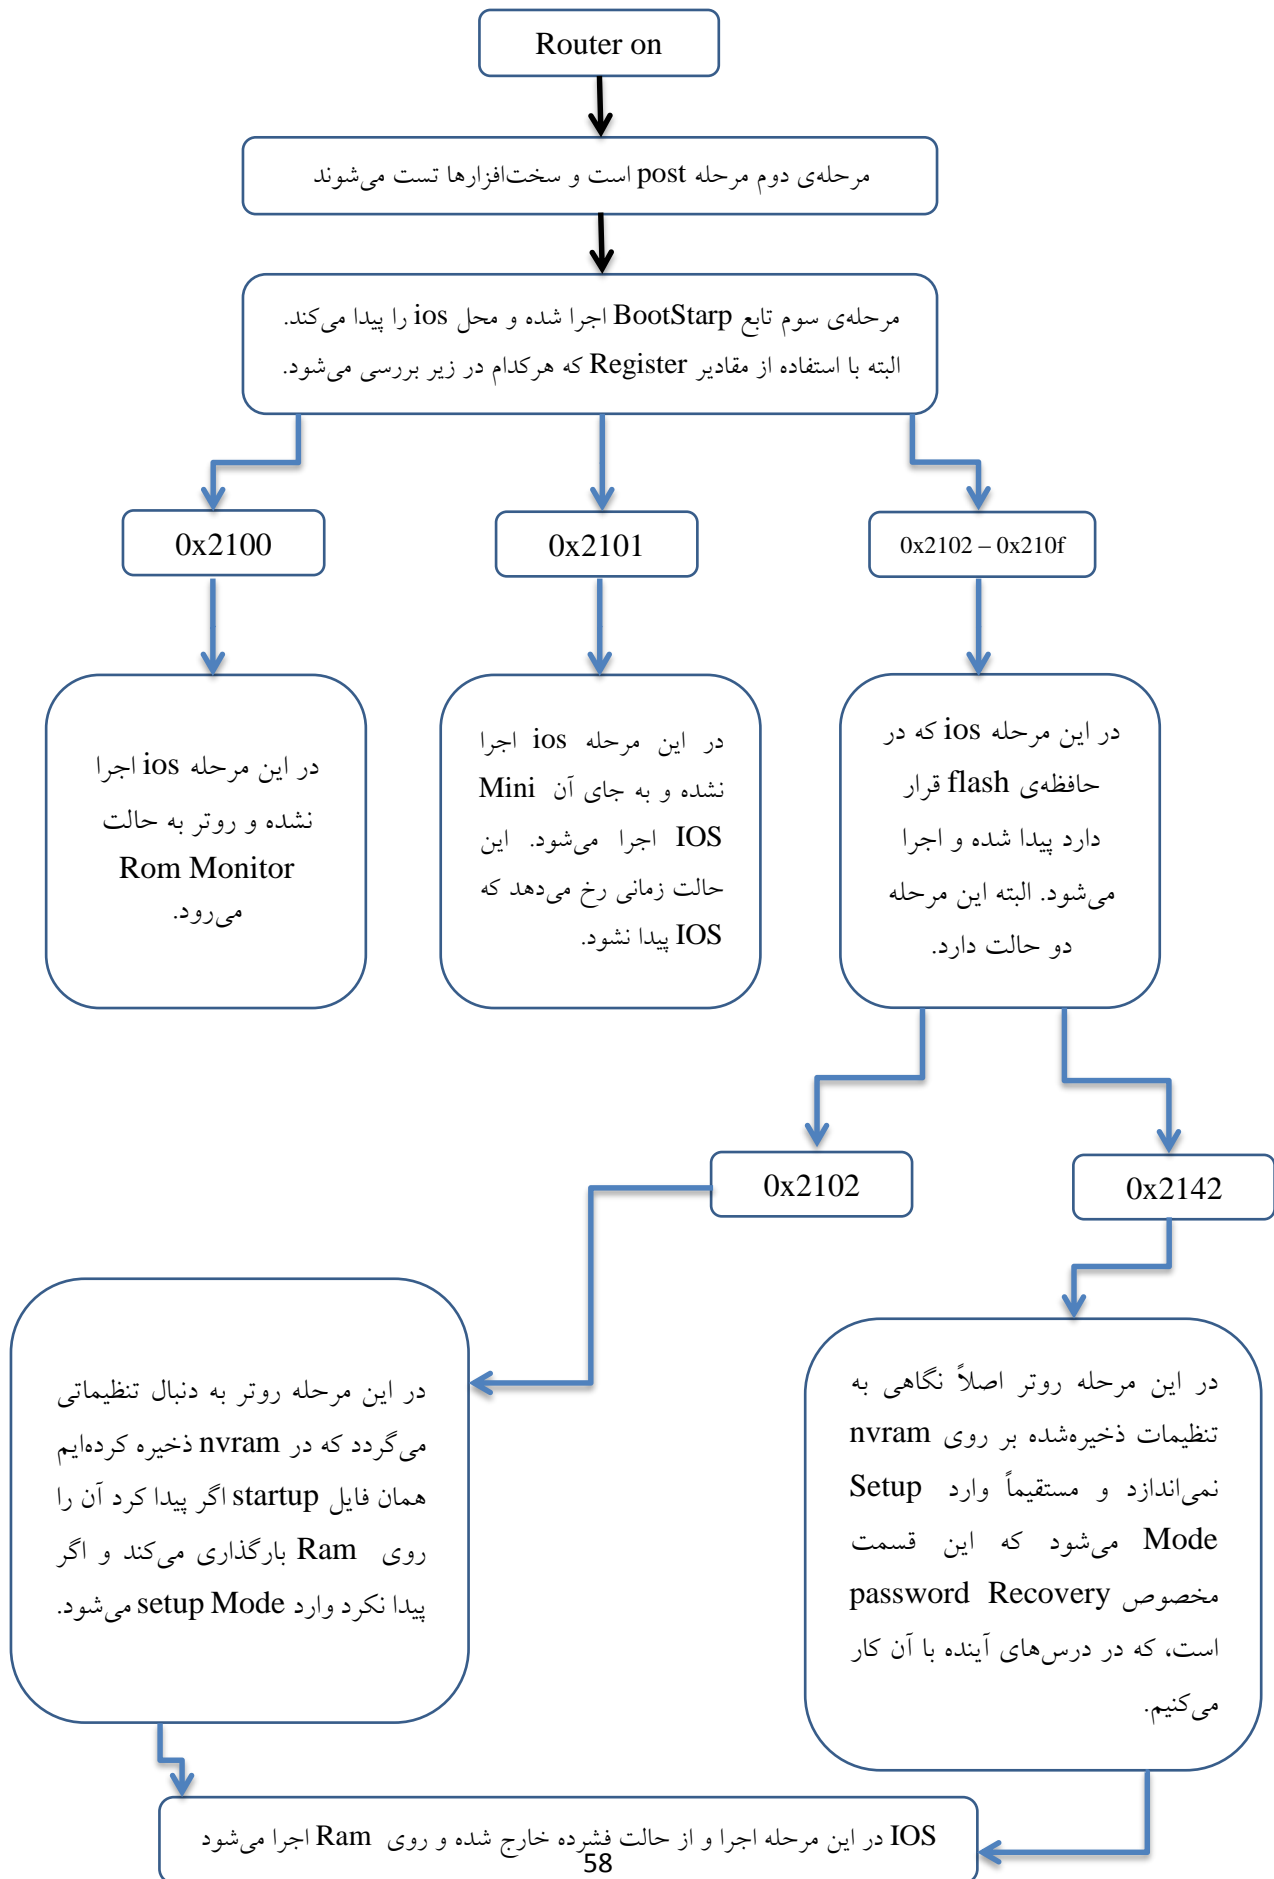 Router on
مرحله‌ی دوم مرحله post است و سخت‌افزارها تست می‌شوند
مرحله‌ی سوم تابع BootStarp اجرا شده و محل ios را پیدا می‌کند.
البته با استفاده از مقادیر Register که هرکدام در زیر بررسی می‌شود.
0x2100
0x2101
0x2102 – 0x210f
در این مرحله ios اجرا
نشده و روتر به حالت
Rom Monitor
می‌رود.
در این مرحله ios اجرا
نشده و به جای آن Mini
IOS اجرا می‌شود. این
حالت زمانی رخ می‌دهد که
IOS پیدا نشود.
در این مرحله ios که در
حافظه‌ی flash قرار
دارد پیدا شده و اجرا
می‌شود. البته این مرحله
دو حالت دارد.
0x2102
0x2142
در این مرحله روتر به دنبال تنظیماتی
می‌گردد که در nvram ذخیره کرده‌ایم
همان فایل startup اگر پیدا کرد آن را
روی Ram بارگذاری می‌کند و اگر
پیدا نکرد وارد setup Mode می‌شود.
در این مرحله روتر اصلاً نگاهی به
تنظیمات ذخیره‌شده بر روی nvram
نمی‌اندازد و مستقیماً وارد Setup
Mode می‌شود که این قسمت
مخصوص password Recovery
است، که در درس‌های آینده با آن کار
می‌کنیم.
IOS در این مرحله اجرا و از حالت فشرده خارج شده و روی Ram اجرا می‌شود
58